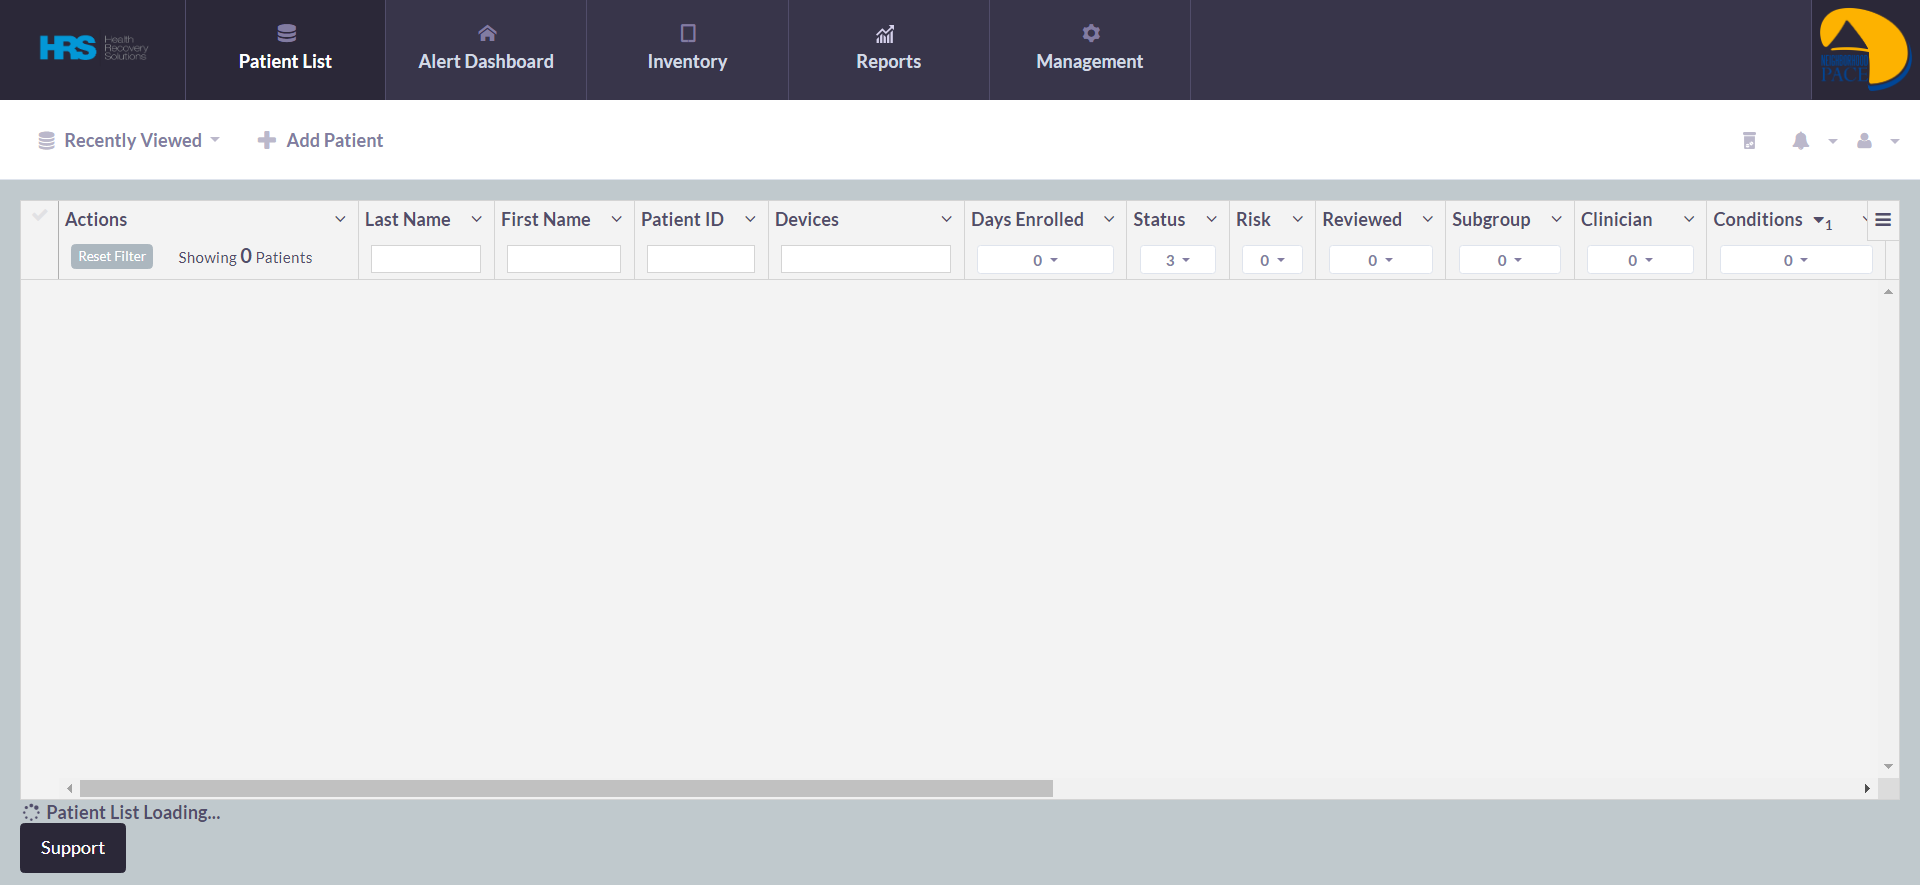 HRS Health Recovery Solutions
Patient List
Alert Dashboard
Inventory
Reports
Management
PACE
Recently Viewed
Add Patient
Actions
Last Name
First Name
Patient ID
Devices
Days Enrolled
Status
Risk
Reviewed
Subgroup
Clinician
Conditions 1
Reset Filter
Showing 0 Patients
0
3
0
0
0
0
0
Patient List Loading...
Support